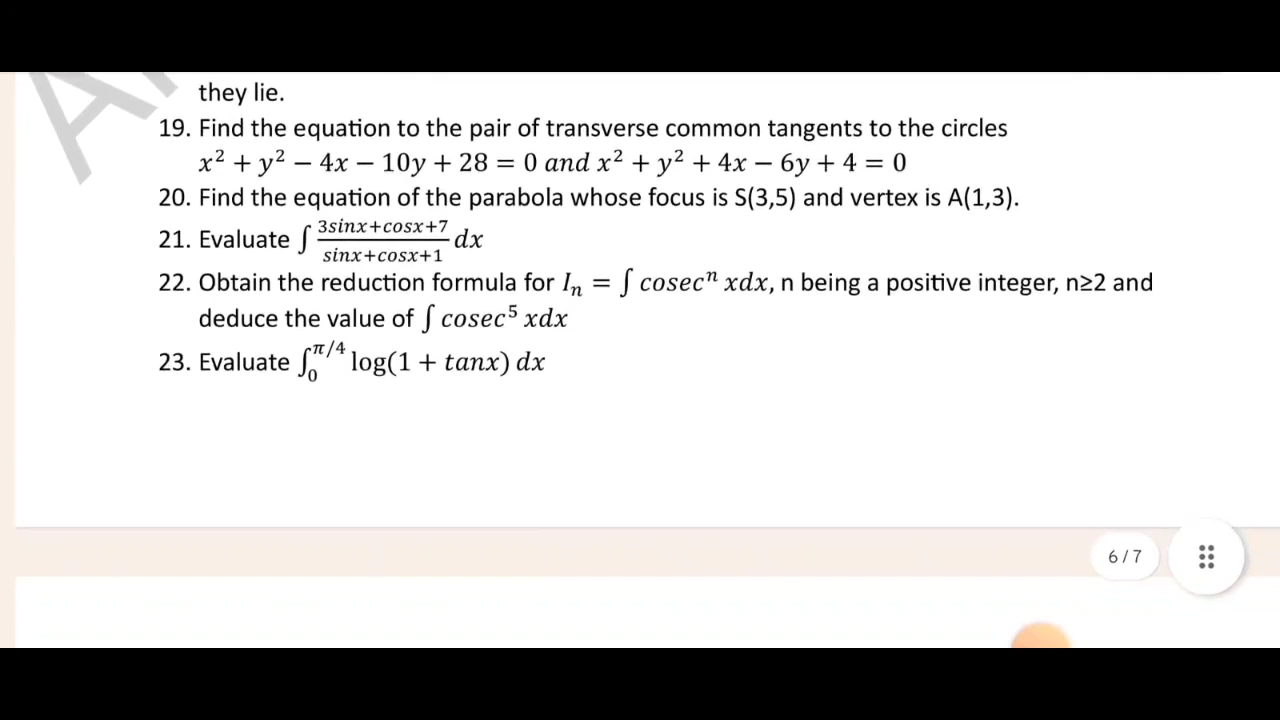 they lie.
19. Find the equation to the pair of transverse common tangents to the circles
x² + y² − 4x − 10y + 28 = 0 and x² + y² + 4x − 6y + 4 = 0
20. Find the equation of the parabola whose focus is S(3,5) and vertex is A(1,3).
21. Evaluate ∫ (3sinx+cosx+7)/(sinx+cosx+1) dx
22. Obtain the reduction formula for Iₙ = ∫ cosecⁿ xdx, n being a positive integer, n≥2 and
deduce the value of ∫ cosec⁵ xdx
23. Evaluate ∫₀^(π/4) log(1 + tanx) dx
6 / 7